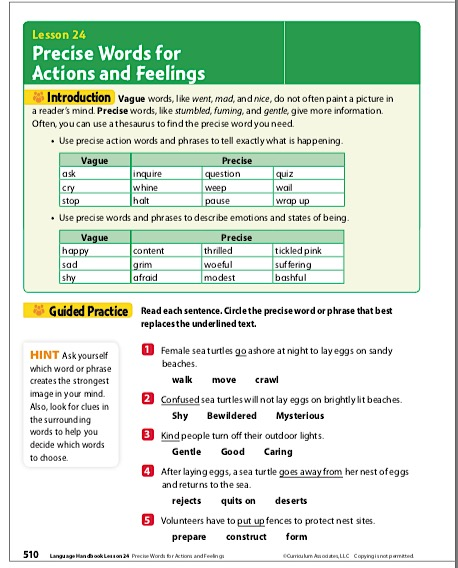 Lesson 24
Precise Words for
Actions and Feelings
Introduction Vague words, like went, mad, and nice, do not often paint a picture in
a reader's mind. Precise words, like stumbled, fuming, and gentle, give more information.
Often, you can use a thesaurus to find the precise word you need.
• Use precise action words and phrases to tell exactly what is happening.
Vague Precise
ask inquire question quiz
cry whine weep wail
stop halt pause wrap up
• Use precise words and phrases to describe emotions and states of being.
Vague Precise
happy content thrilled tickled pink
sad grim woeful suffering
shy afraid modest bashful
Guided Practice Read each sentence. Circle the precise word or phrase that best
replaces the underlined text.
HINT Ask yourself
which word or phrase
creates the strongest
image in your mind.
Also, look for clues in
the surrounding
words to help you
decide which words
to choose.
1 Female sea turtles go ashore at night to lay eggs on sandy
beaches.
walk move crawl
2 Confused sea turtles will not lay eggs on brightly lit beaches.
Shy Bewildered Mysterious
3 Kind people turn off their outdoor lights.
Gentle Good Caring
4 After laying eggs, a sea turtle goes away from her nest of eggs
and returns to the sea.
rejects quits on deserts
5 Volunteers have to put up fences to protect nest sites.
prepare construct form
510 Language Handbook Lesson 24 Precise Words for Actions and Feelings ©Curriculum Associates, LLC Copying is not permitted.